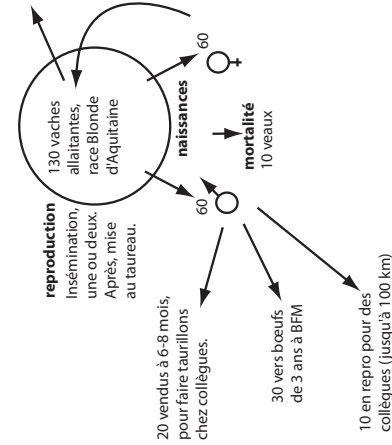 reproduction
Insémination,
une ou deux.
Après, mise
au taureau.
130 vaches
allaitantes,
race Blonde
d'Aquitaine
naissances
60
60
mortalité
10 veaux
20 vendus à 6-8 mois,
pour faire taurillons
chez collègues.
30 vers bœufs
de 3 ans à BFM
10 en repro pour des
collèques (jusqu'à 100 km)